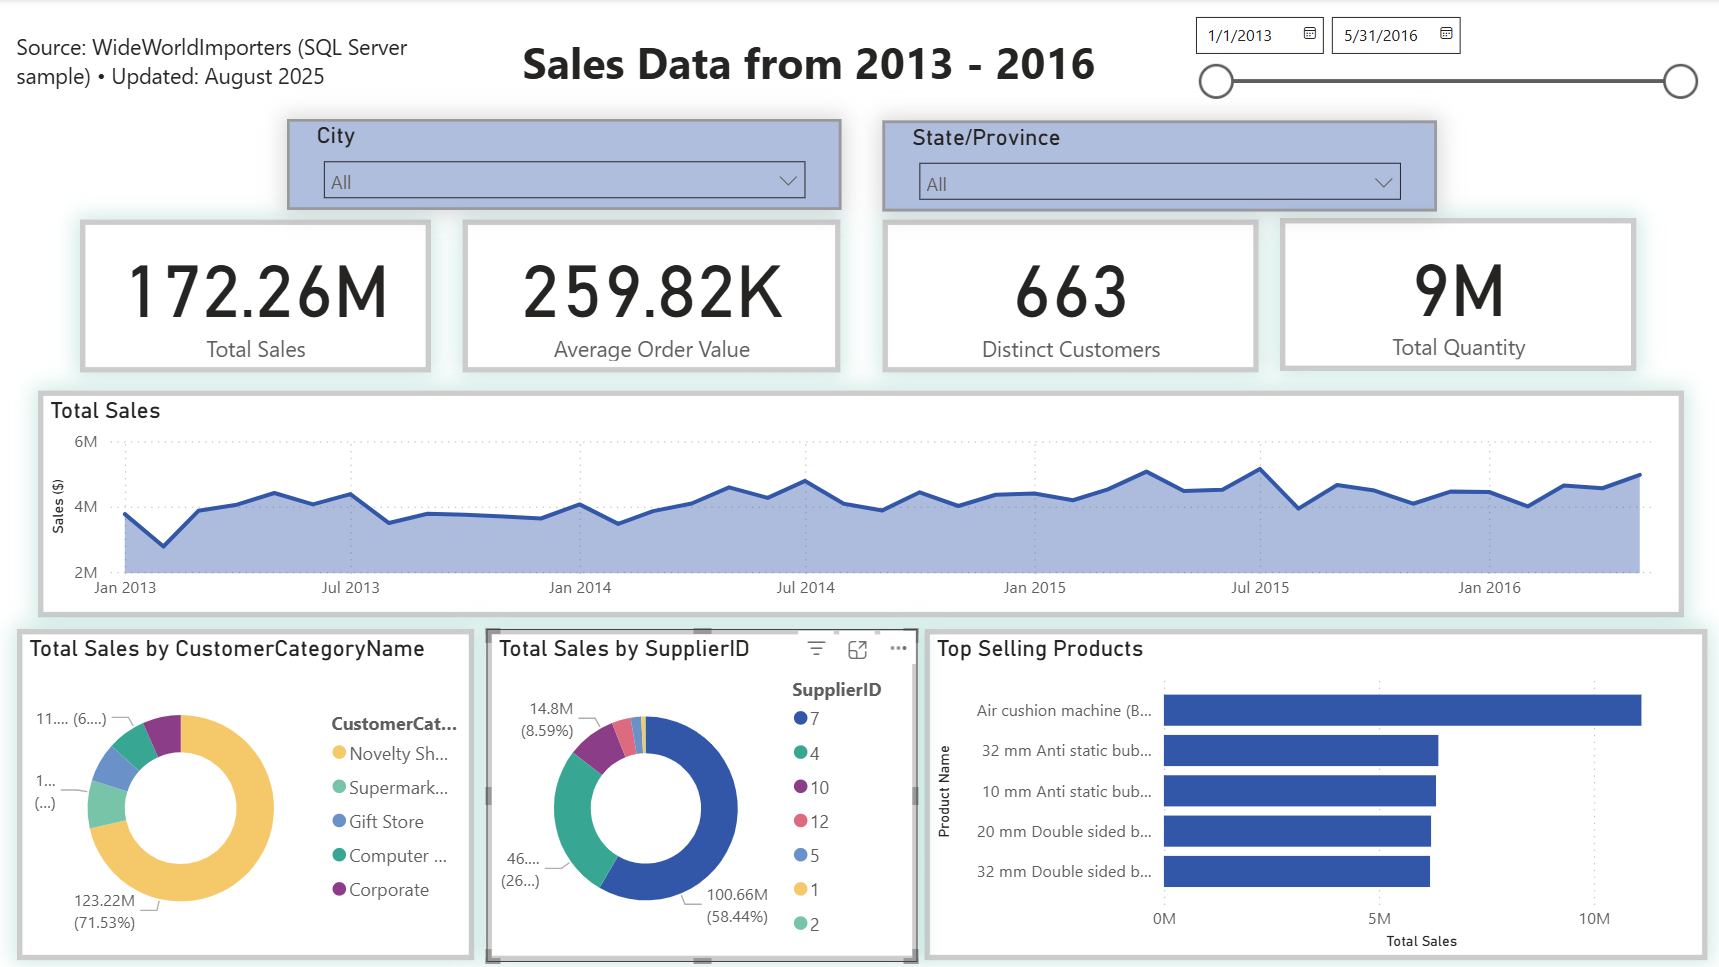 Source: WideWorldImporters (SQL Server
sample) • Updated: August 2025
Sales Data from 2013 - 2016
1/1/2013
5/31/2016
City
All
State/Province
All
172.26M
Total Sales
259.82K
Average Order Value
663
Distinct Customers
9M
Total Quantity
Total Sales
Sales ($)
6M
4M
2M
Jan 2013
Jul 2013
Jan 2014
Jul 2014
Jan 2015
Jul 2015
Jan 2016
Total Sales by CustomerCategoryName
11.... (6....)
1...
(...)
123.22M
(71.53%)
CustomerCat...
Novelty Sh...
Supermark...
Gift Store
Computer ...
Corporate
Total Sales by SupplierID
14.8M
(8.59%)
46....
(26...)
100.66M
(58.44%)
SupplierID
7
4
10
12
5
1
2
Top Selling Products
Product Name
Air cushion machine (B...
32 mm Anti static bub...
10 mm Anti static bub...
20 mm Double sided b...
32 mm Double sided b...
0M
5M
10M
Total Sales